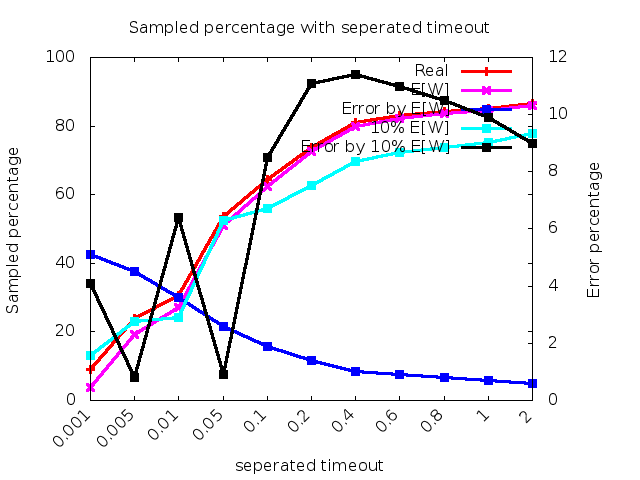 Sampled percentage with seperated timeout
100
80
60
40
20
0
12
10
8
6
4
2
0
Real
E[W]
Error by E[W]
10% E[W]
Error by 10% E[W]
Sampled percentage
Error percentage
0.001
0.005
0.01
0.05
0.1
0.2
0.4
0.6
0.8
1
2
seperated timeout